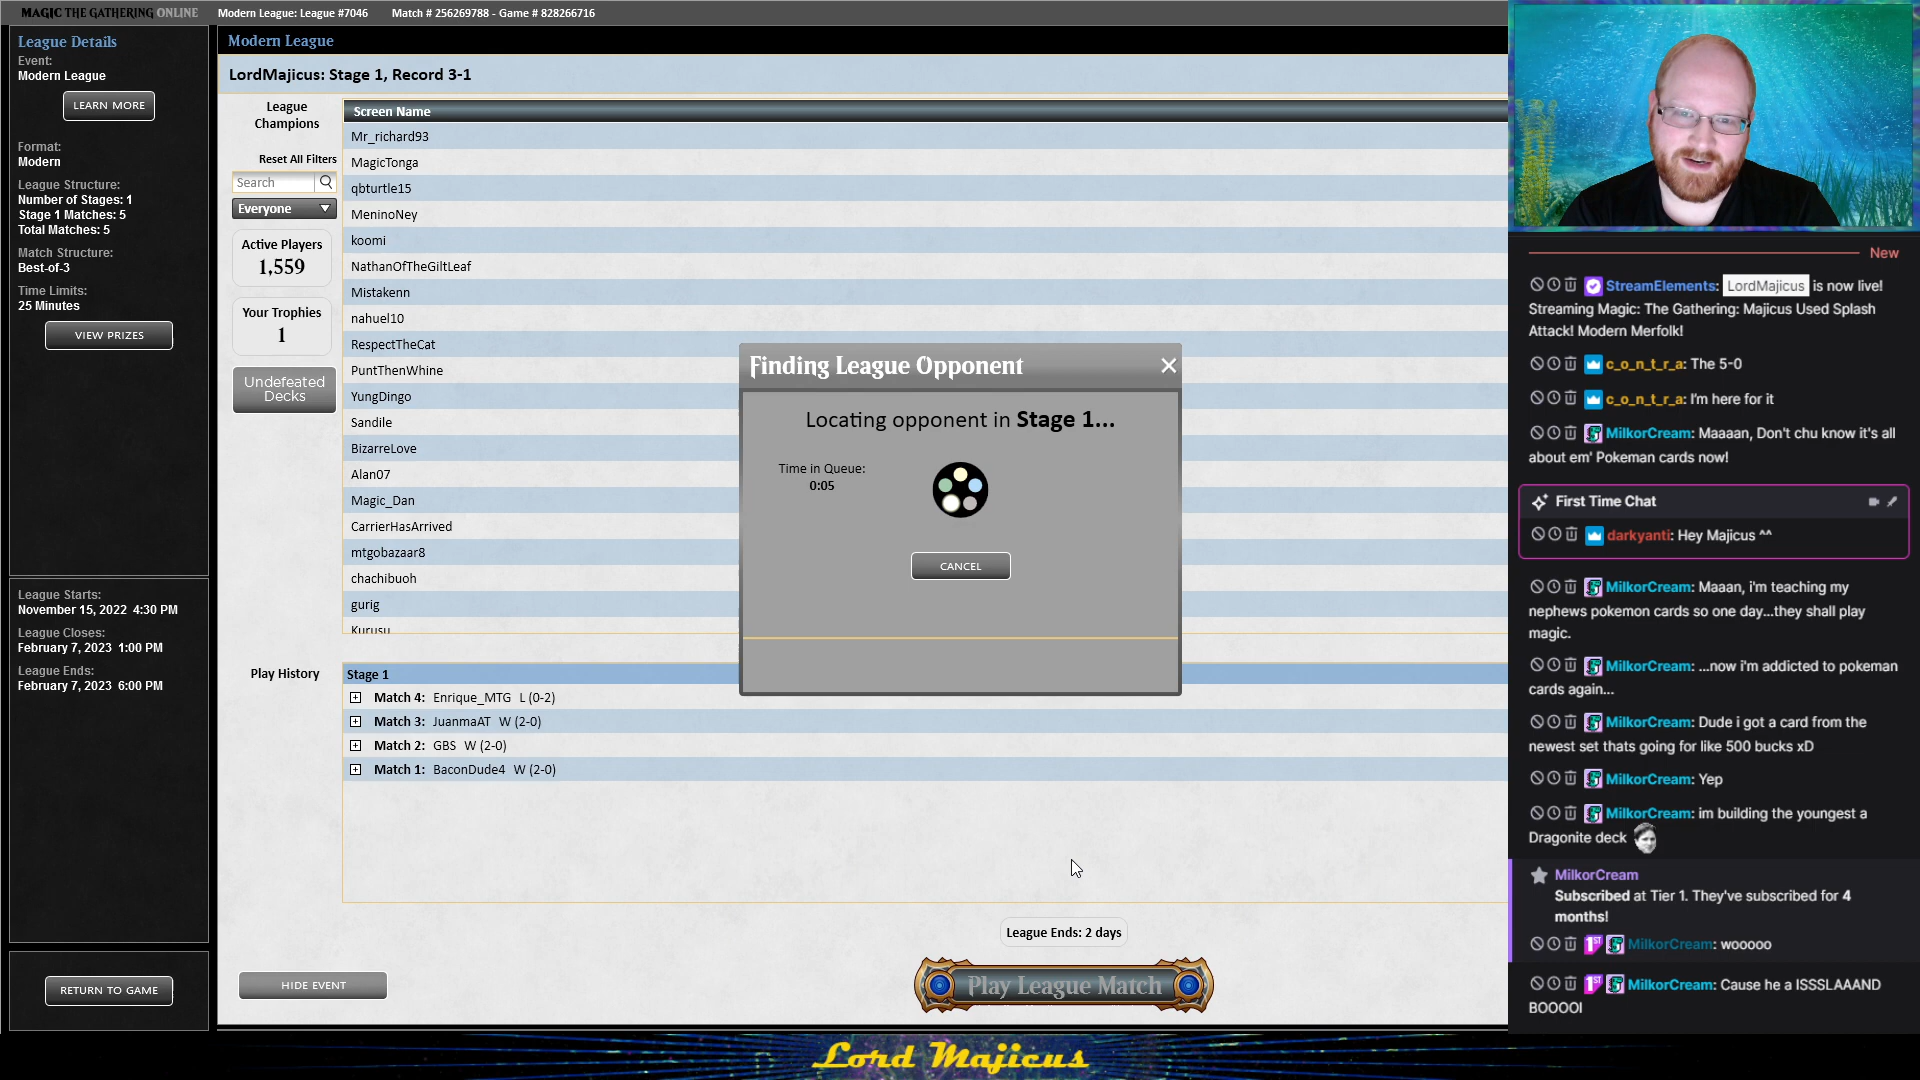 MAGIC THE GATHERING ONLINE
Modern League: League #7046
Match # 256269788 - Game # 828266716
League Details
Event:
Modern League
LEARN MORE
Format:
Modern
League Structure:
Number of Stages: 1
Stage 1 Matches: 5
Total Matches: 5
Match Structure:
Best-of-3
Time Limits:
25 Minutes
VIEW PRIZES
League Starts:
November 15, 2022 4:30 PM
League Closes:
February 7, 2023 1:00 PM
League Ends:
February 7, 2023 6:00 PM
RETURN TO GAME
Modern League
LordMajicus: Stage 1, Record 3-1
League
Champions
Reset All Filters
Search
Everyone
Active Players
1,559
Your Trophies
1
Undefeated
Decks
Screen Name
Mr_richard93
MagicTonga
qbturtle15
MeninoNey
koomi
NathanOfTheGiltLeaf
Mistakenn
nahuel10
RespectTheCat
PuntThenWhine
YungDingo
Sandile
BizarreLove
Alan07
Magic_Dan
CarrierHasArrived
mtgobazaar8
chachibuoh
gurig
Kurusu
Finding League Opponent
Locating opponent in Stage 1...
Time in Queue:
0:05
CANCEL
Play History
Stage 1
Match 4: Enrique_MTG L (0-2)
Match 3: JuanmaAT W (2-0)
Match 2: GBS W (2-0)
Match 1: BaconDude4 W (2-0)
League Ends: 2 days
HIDE EVENT
Play League Match
New
StreamElements: LordMajicus is now live!
Streaming Magic: The Gathering: Majicus Used Splash
Attack! Modern Merfolk!
c_o_n_t_r_a: The 5-0
c_o_n_t_r_a: I'm here for it
MilkorCream: Maaaan, Don't chu know it's all
about em' Pokeman cards now!
First Time Chat
darkyanti: Hey Majicus ^^
MilkorCream: Maaan, i'm teaching my
nephews pokemon cards so one day...they shall play
magic.
MilkorCream: ...now i'm addicted to pokeman
cards again...
MilkorCream: Dude i got a card from the
newest set thats going for like 500 bucks xD
MilkorCream: Yep
MilkorCream: im building the youngest a
Dragonite deck
MilkorCream
Subscribed at Tier 1. They've subscribed for 4
months!
1ST MilkorCream: wooooo
1ST MilkorCream: Cause he a ISSSLAAAND
BOOOOI
Lord Majicus